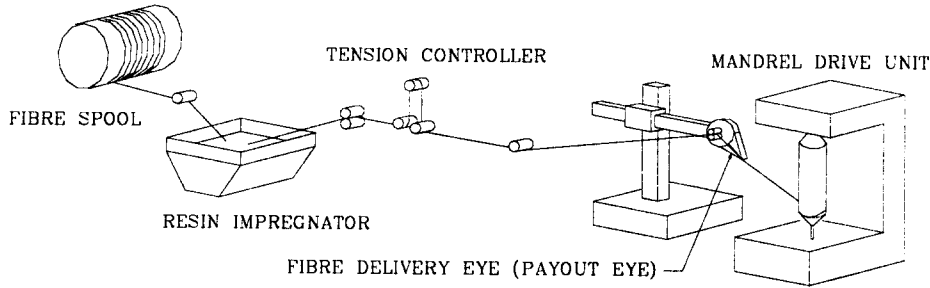 TENSION CONTROLLER
MANDREL DRIVE UNIT
FIBRE SPOOL
RESIN IMPREGNATOR
FIBRE DELIVERY EYE (PAYOUT EYE)